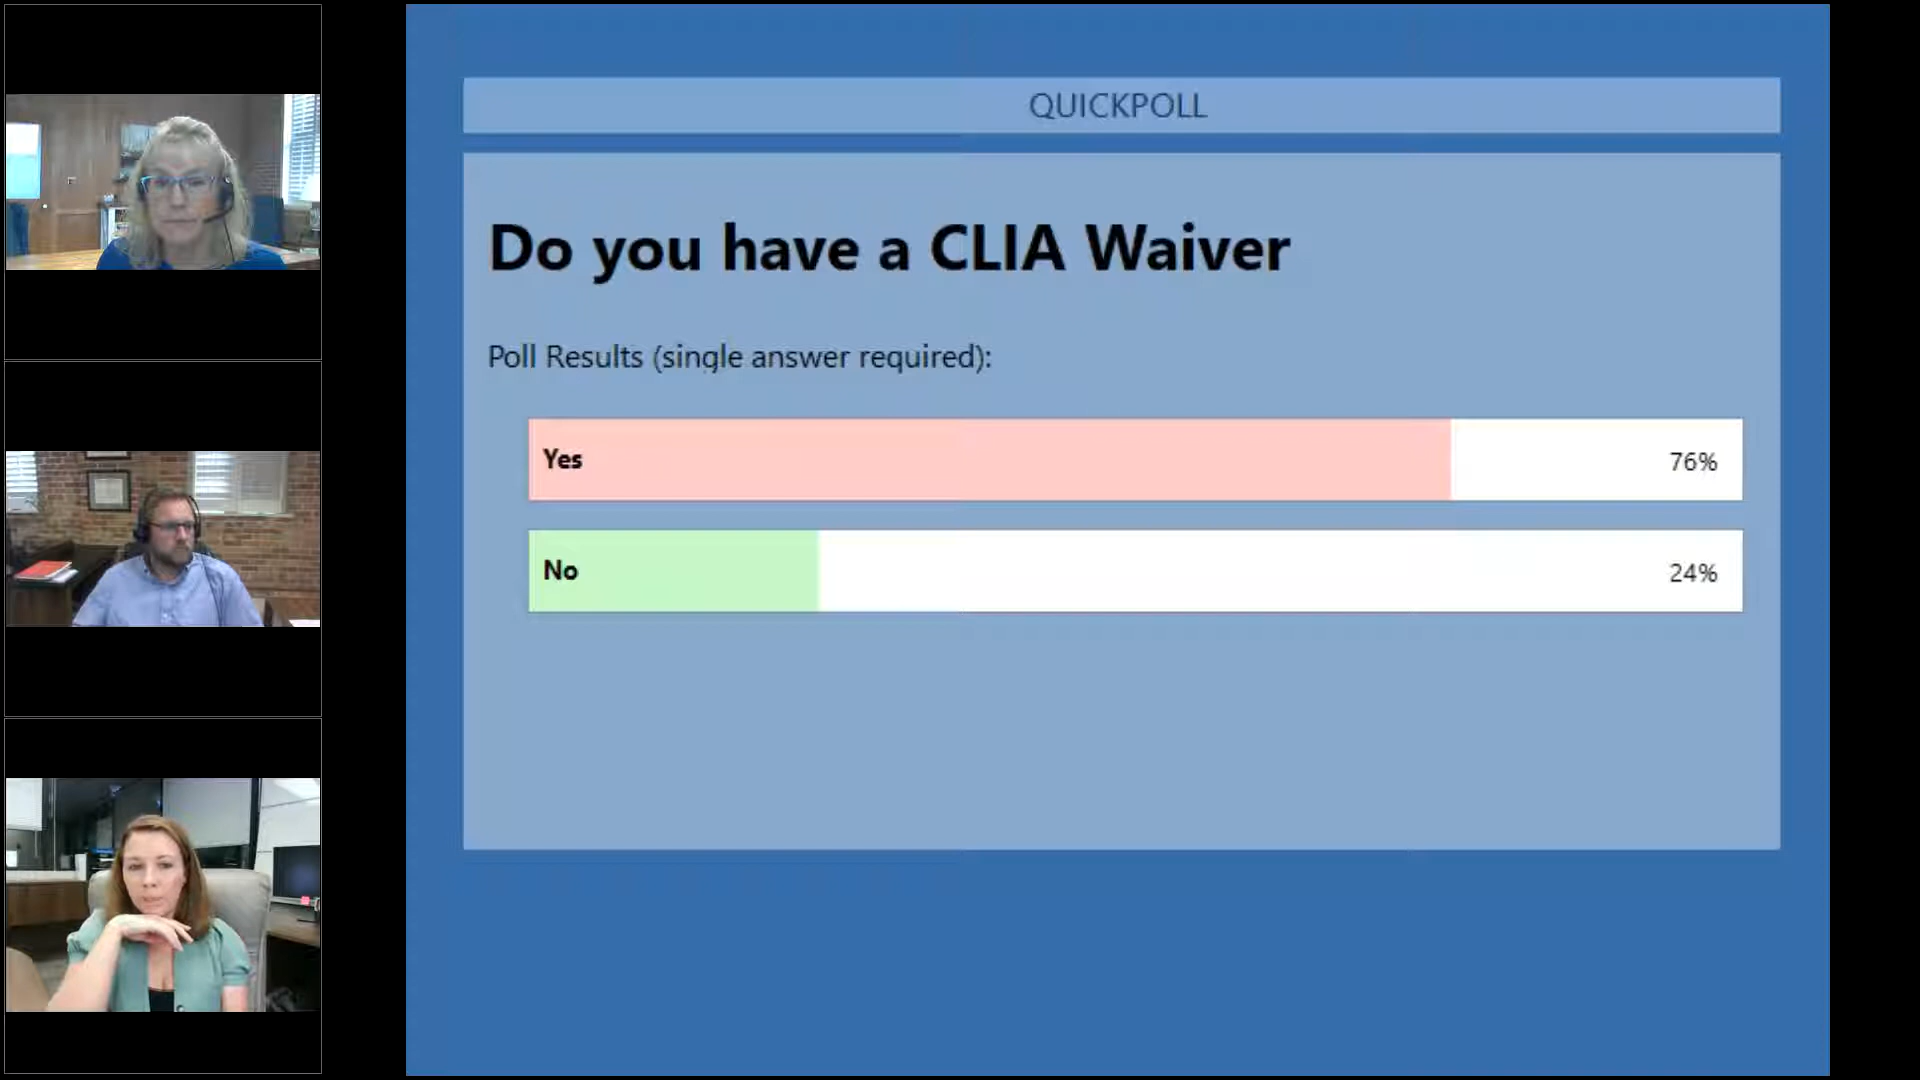 QUICKPOLL
Do you have a CLIA Waiver
Poll Results (single answer required):
Yes 76%
No 24%